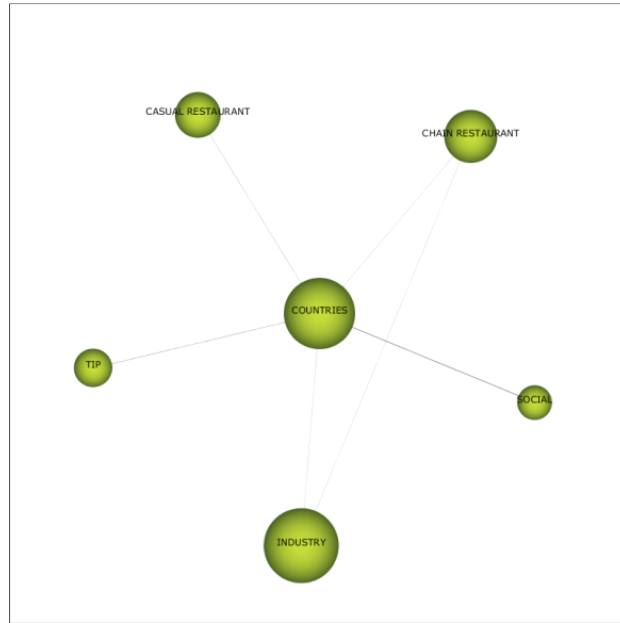 CASUAL RESTAURANT
CHAIN RESTAURANT
COUNTRIES
TIP
SOCIAL
INDUSTRY